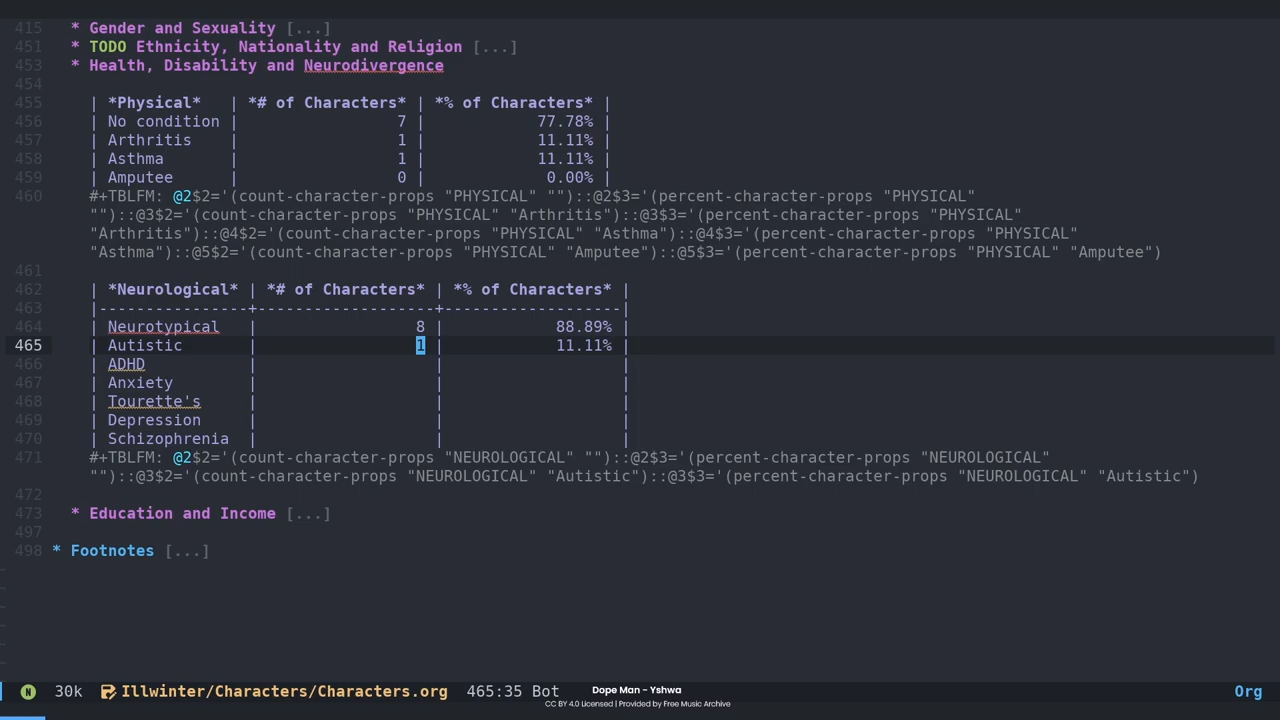 415 * Gender and Sexuality [...]
451 * TODO Ethnicity, Nationality and Religion [...]
453 * Health, Disability and Neurodivergence
454
455 | *Physical* | *# of Characters* | *% of Characters* |
456 | No condition | 7 | 77.78% |
457 | Arthritis | 1 | 11.11% |
458 | Asthma | 1 | 11.11% |
459 | Amputee | 0 | 0.00% |
460 #+TBLFM: @2$2='(count-character-props "PHYSICAL" "")::@2$3='(percent-character-props "PHYSICAL"
"")::@3$2='(count-character-props "PHYSICAL" "Arthritis")::@3$3='(percent-character-props "PHYSICAL"
"Arthritis")::@4$2='(count-character-props "PHYSICAL" "Asthma")::@4$3='(percent-character-props "PHYSICAL"
"Asthma")::@5$2='(count-character-props "PHYSICAL" "Amputee")::@5$3='(percent-character-props "PHYSICAL" "Amputee")
461
462 | *Neurological* | *# of Characters* | *% of Characters* |
463 |----------------+-------------------+-------------------|
464 | Neurotypical | 8 | 88.89% |
465 | Autistic | 1 | 11.11% |
466 | ADHD | | |
467 | Anxiety | | |
468 | Tourette's | | |
469 | Depression | | |
470 | Schizophrenia | | |
471 #+TBLFM: @2$2='(count-character-props "NEUROLOGICAL" "")::@2$3='(percent-character-props "NEUROLOGICAL"
"")::@3$2='(count-character-props "NEUROLOGICAL" "Autistic")::@3$3='(percent-character-props "NEUROLOGICAL" "Autistic")
472
473 * Education and Income [...]
497
498 * Footnotes [...]
N 30k Illwinter/Characters/Characters.org 465:35 Bot Dope Man - Yshwa Org
CC BY 4.0 Licensed | Provided by Free Music Archive